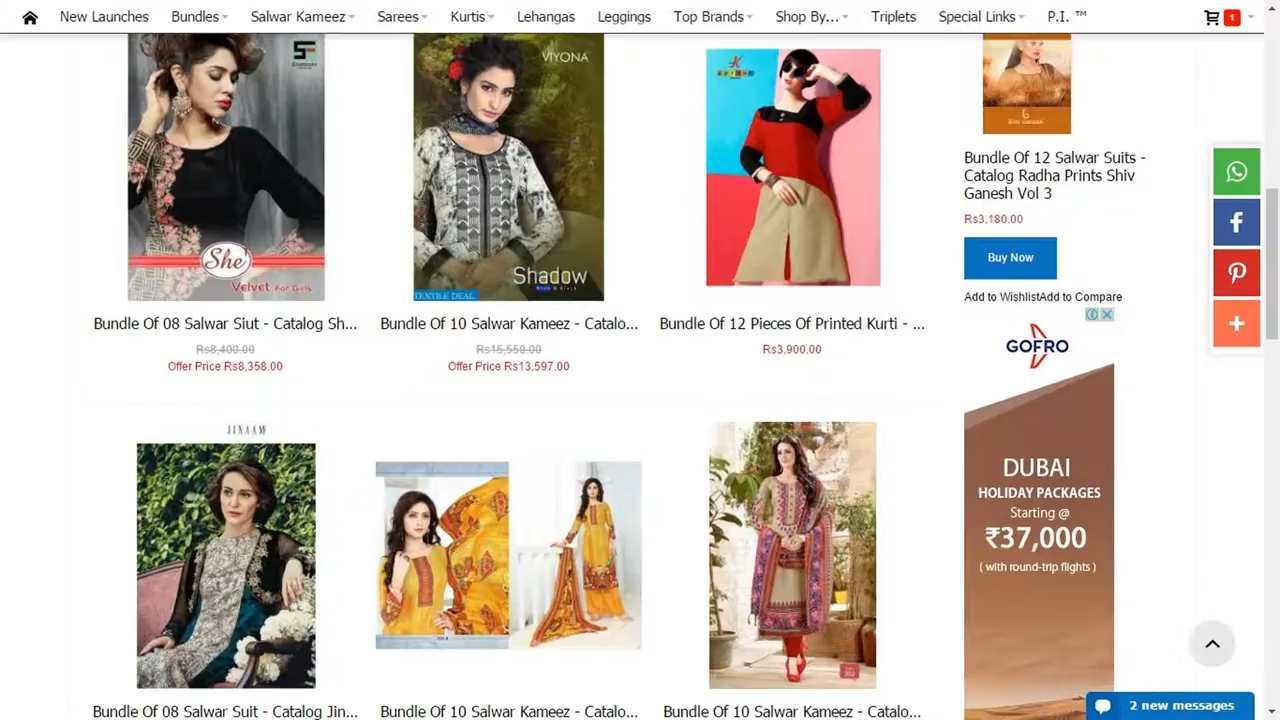 New Launches Bundles Salwar Kameez Sarees Kurtis Lehangas Leggings Top Brands Shop By... Triplets Special Links P.I. ™ 1
VIYONA
She'
Velvet For Girls
Shadow
TEXTILE DEAL
Bundle Of 08 Salwar Siut - Catalog Sh...
Rs8,400.00
Offer Price Rs8,358.00
Bundle Of 10 Salwar Kameez - Catalo...
Rs15,550.00
Offer Price Rs13,597.00
Bundle Of 12 Pieces Of Printed Kurti - ...
Rs3,900.00
Shiv Ganesh
Bundle Of 12 Salwar Suits -
Catalog Radha Prints Shiv
Ganesh Vol 3
Rs3,180.00
Buy Now
Add to WishlistAdd to Compare
GOFRO
DUBAI
HOLIDAY PACKAGES
Starting @
₹37,000
( with round-trip flights )
JINAAM
Bundle Of 08 Salwar Suit - Catalog Jin...
Bundle Of 10 Salwar Kameez - Catalo...
Bundle Of 10 Salwar Kameez - Catalo...
2 new messages